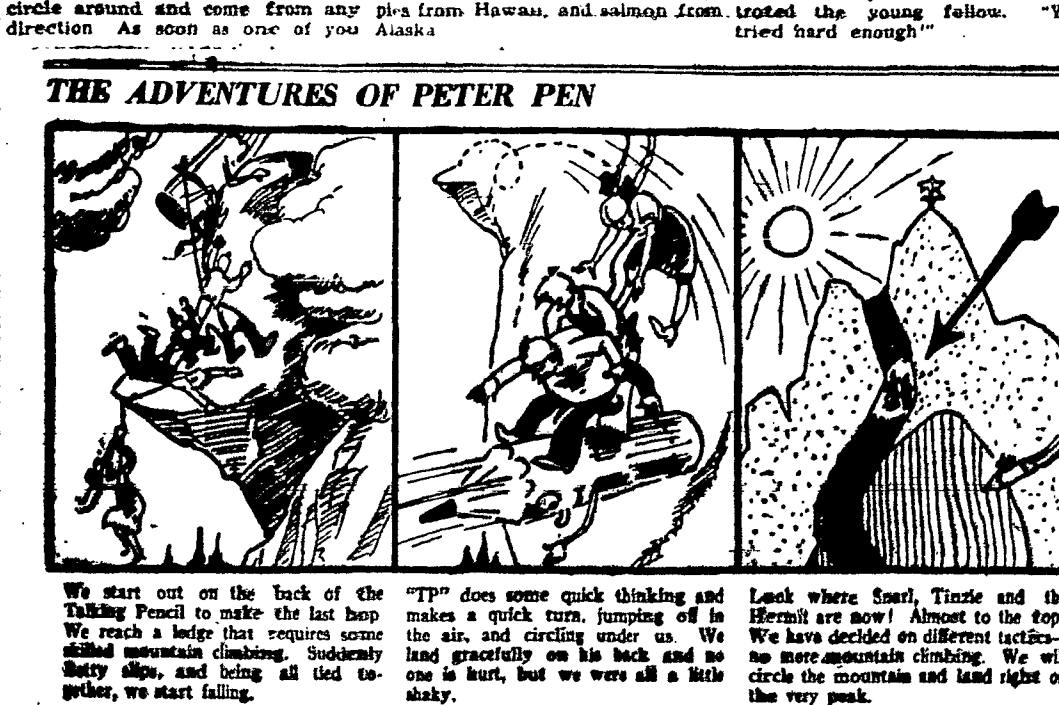 circle around and come from any
direction As soon as one of you
pies from Hawaii, and salmon from
Alaska
troted the young fellow. "Y
tried hard enough'"
THE ADVENTURES OF PETER PEN
We start out on the back of the
Talking Pencil to make the last hop
We reach a ledge that requires some
skilled mountain climbing. Suddenly
slips, and being all tied to-
gether, we start falling.
"TP" does some quick thinking and
makes a quick turn, jumping off in
the air, and circling under us. We
land gracefully on his back and no
one is hurt, but we were all a little
shaky.
Look where Snarl, Tinzie and th
Hermit are now! Almost to the top
We have decided on different tactics—
no more mountain climbing. We wi
circle the mountain and land right o
the very peak.